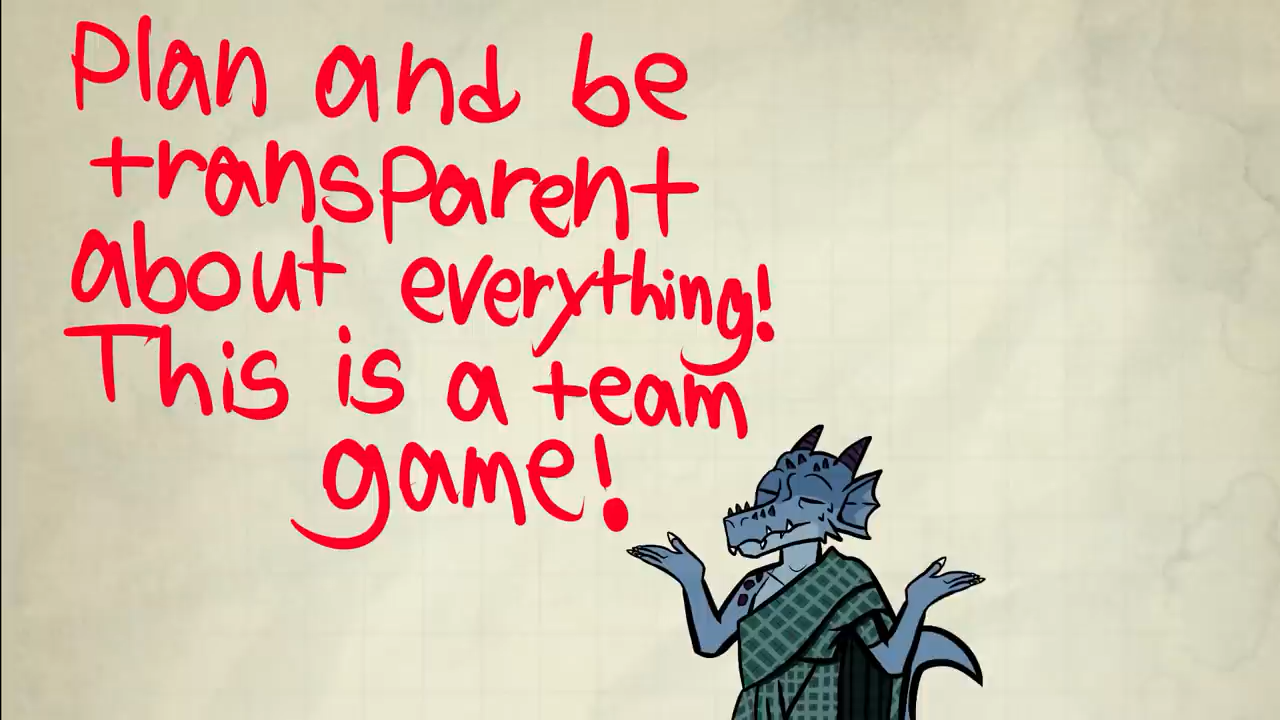 Plan and be
transparent
about everything!
This is a team
game!